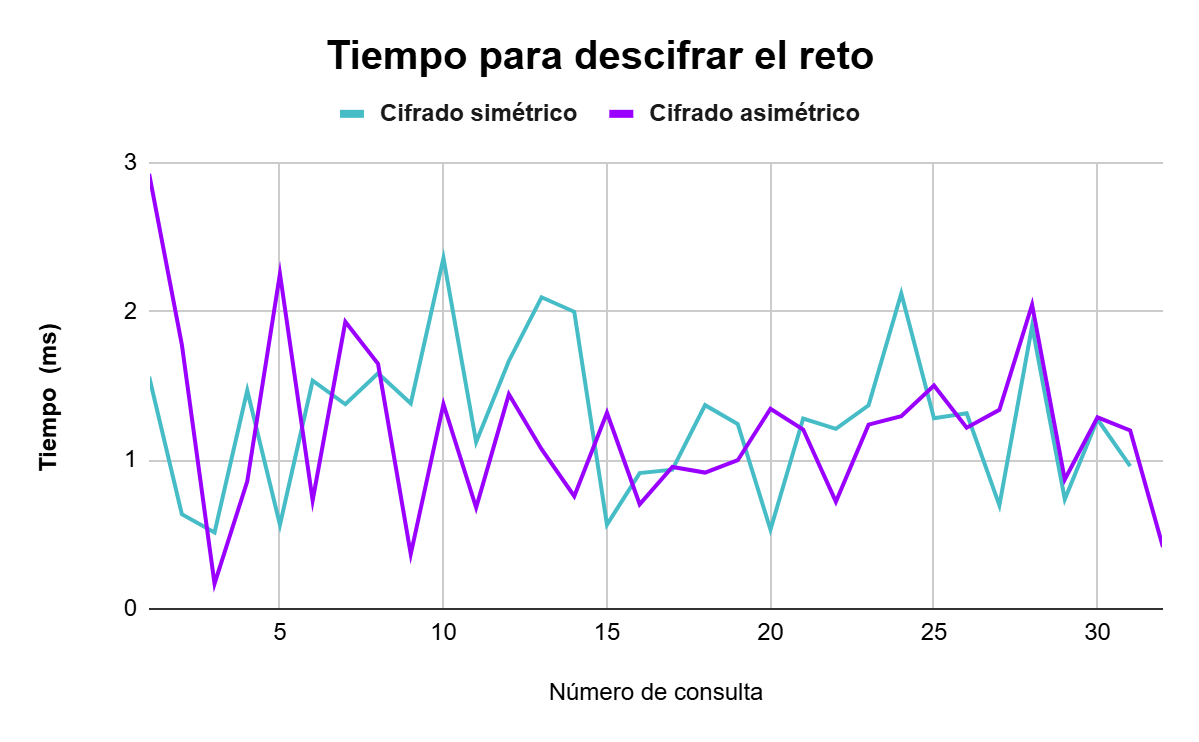 Tiempo para descifrar el reto
Cifrado simétrico Cifrado asimétrico
3
2
1
0
Tiempo (ms)
5 10 15 20 25 30
Número de consulta